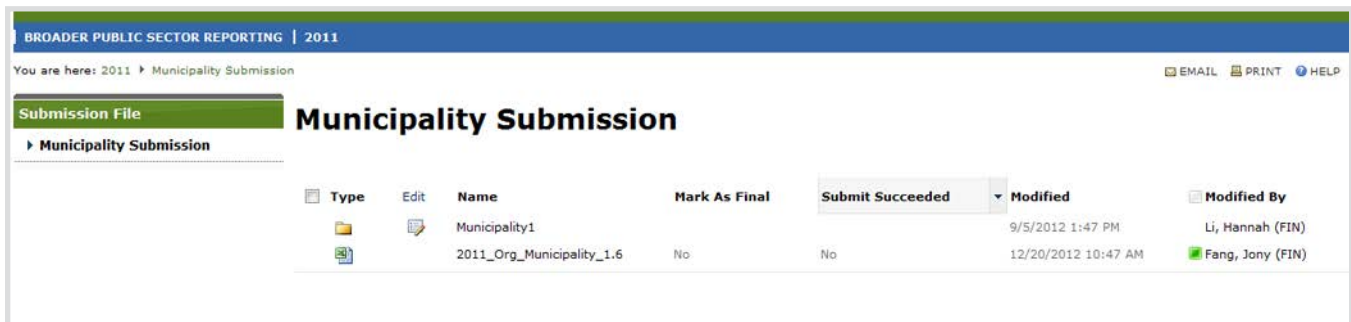 BROADER PUBLIC SECTOR REPORTING | 2011
You are here: 2011 Municipality Submission
EMAIL PRINT HELP
Submission File
Municipality Submission
Municipality Submission
Type Edit Name Mark As Final Submit Succeeded Modified Modified By
Municipality1 9/5/2012 1:47 PM Li, Hannah (FIN)
2011_Org_Municipality_1.6 No No 12/20/2012 10:47 AM Fang, Jony (FIN)